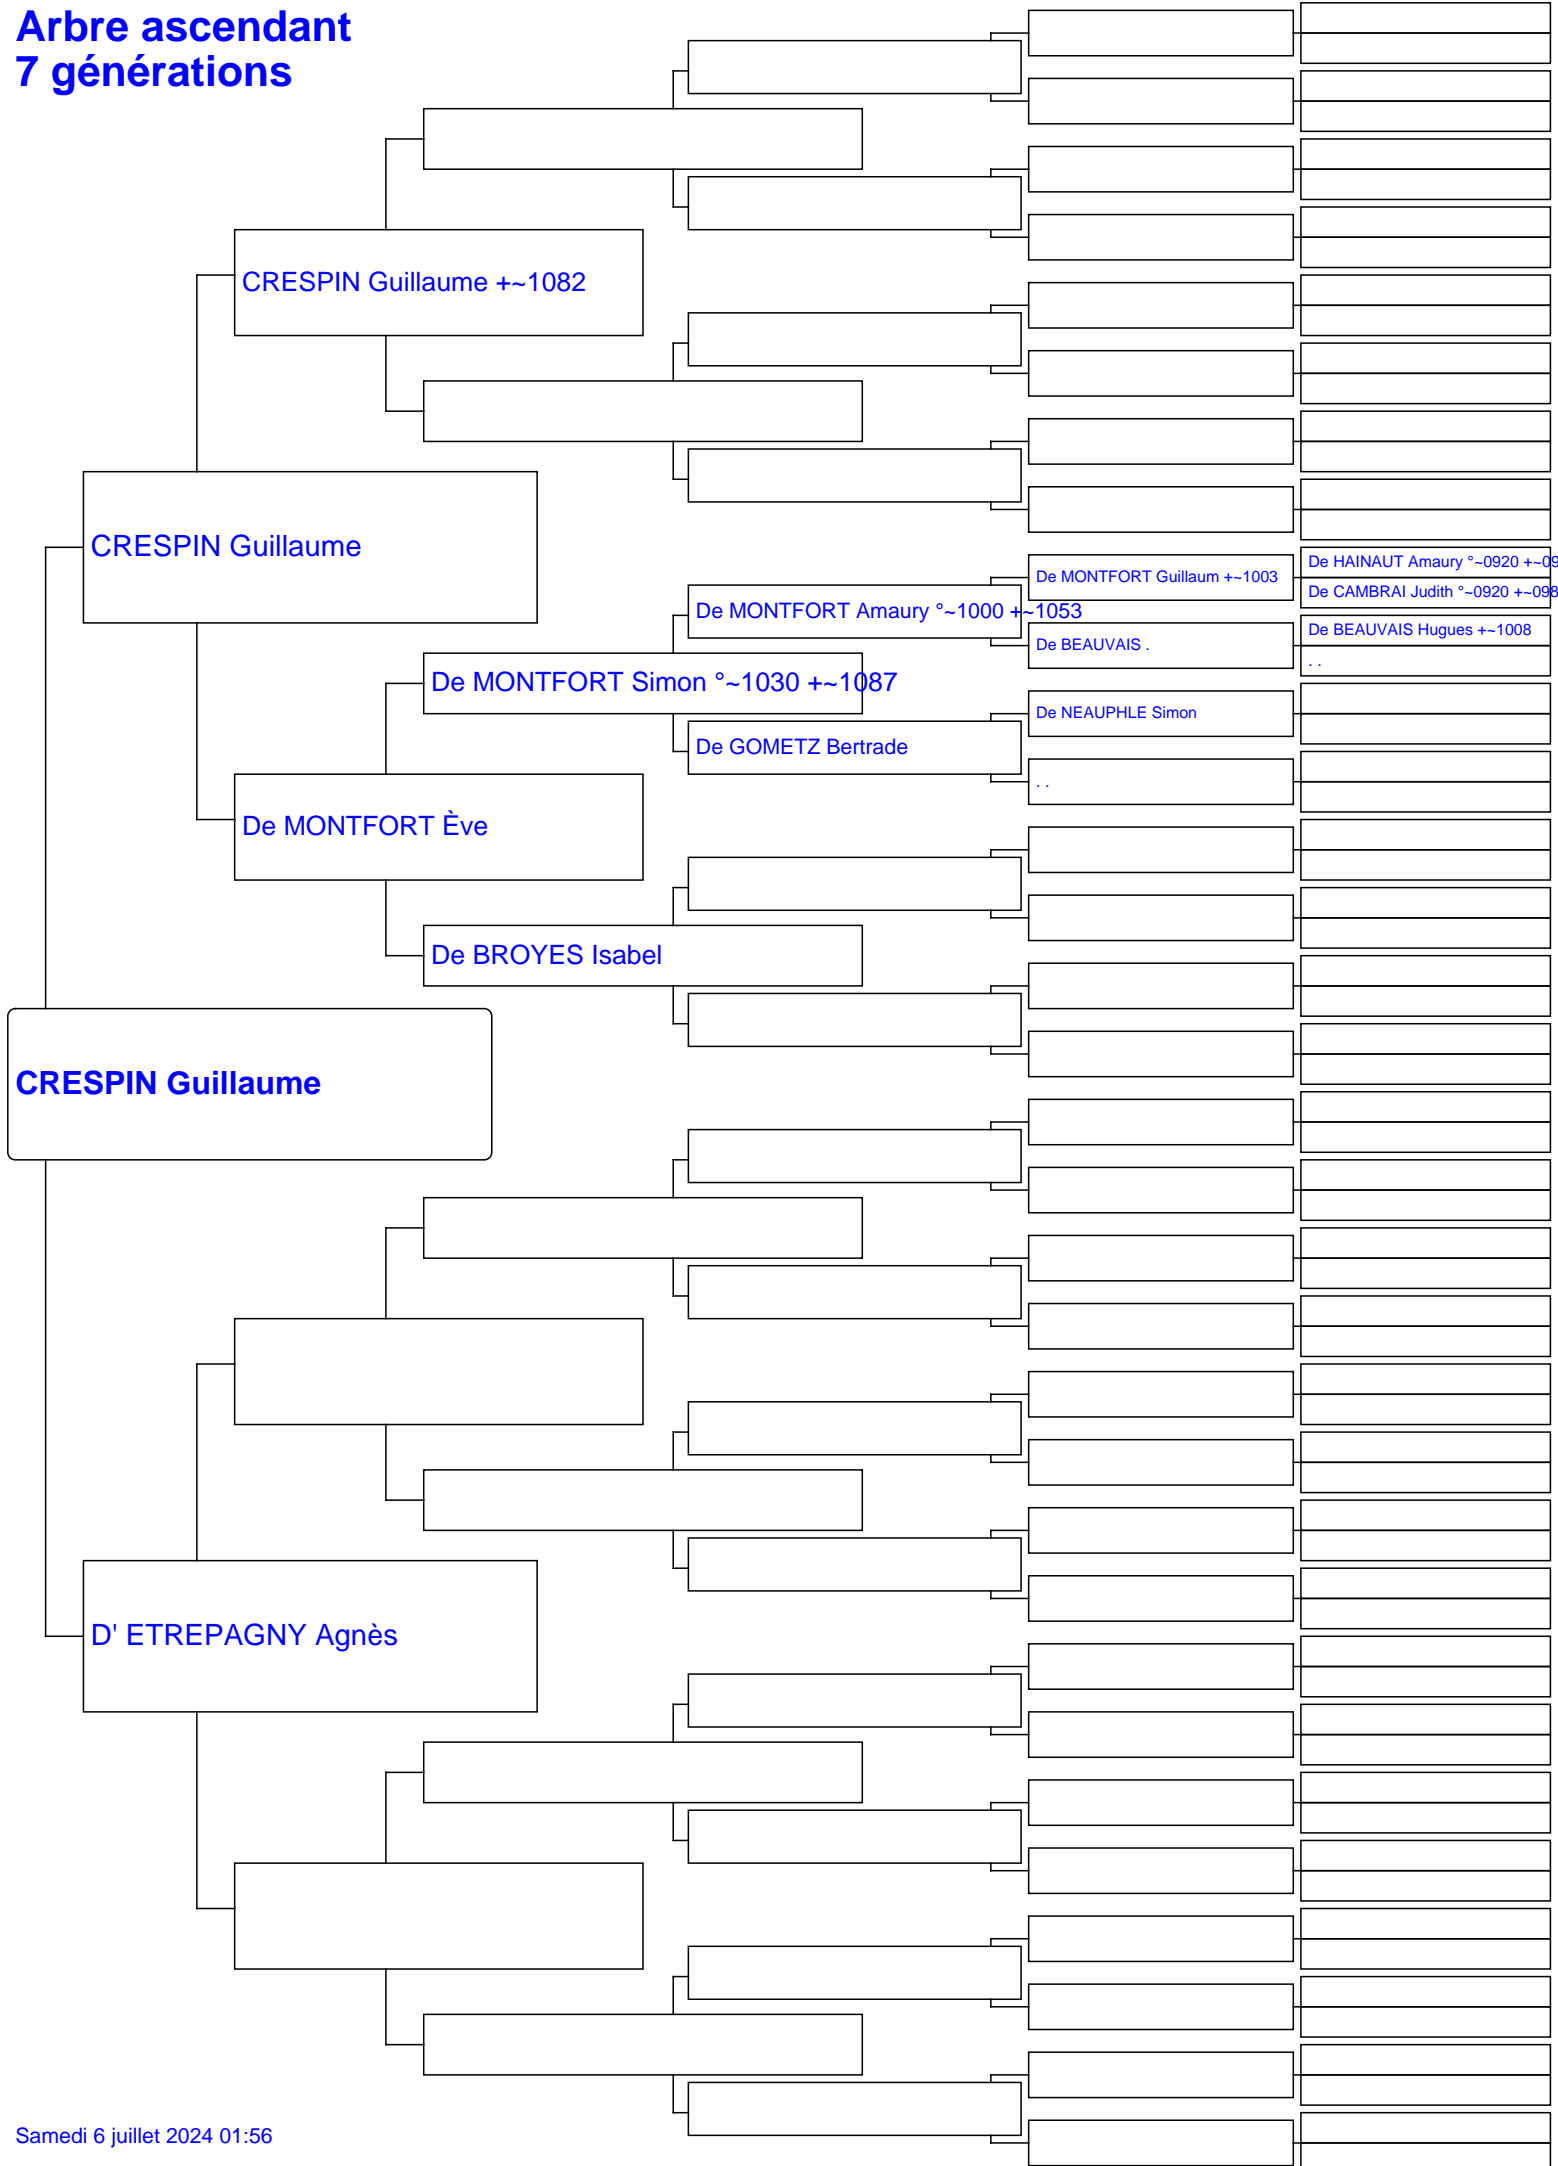 Arbre ascendant
7 générations
CRESPIN Guillaume +~1082
CRESPIN Guillaume
De HAINAUT Amaury °~0920 +~09
De MONTFORT Guillaum +~1003
De CAMBRAI Judith °~0920 +~098
De MONTFORT Amaury °~1000 +~1053
De BEAUVAIS Hugues +~1008
De BEAUVAIS .
. .
De MONTFORT Simon °~1030 +~1087
De NEAUPHLE Simon
De GOMETZ Bertrade
. .
De MONTFORT Ève
De BROYES Isabel
CRESPIN Guillaume
D' ETREPAGNY Agnès
Samedi 6 juillet 2024 01:56